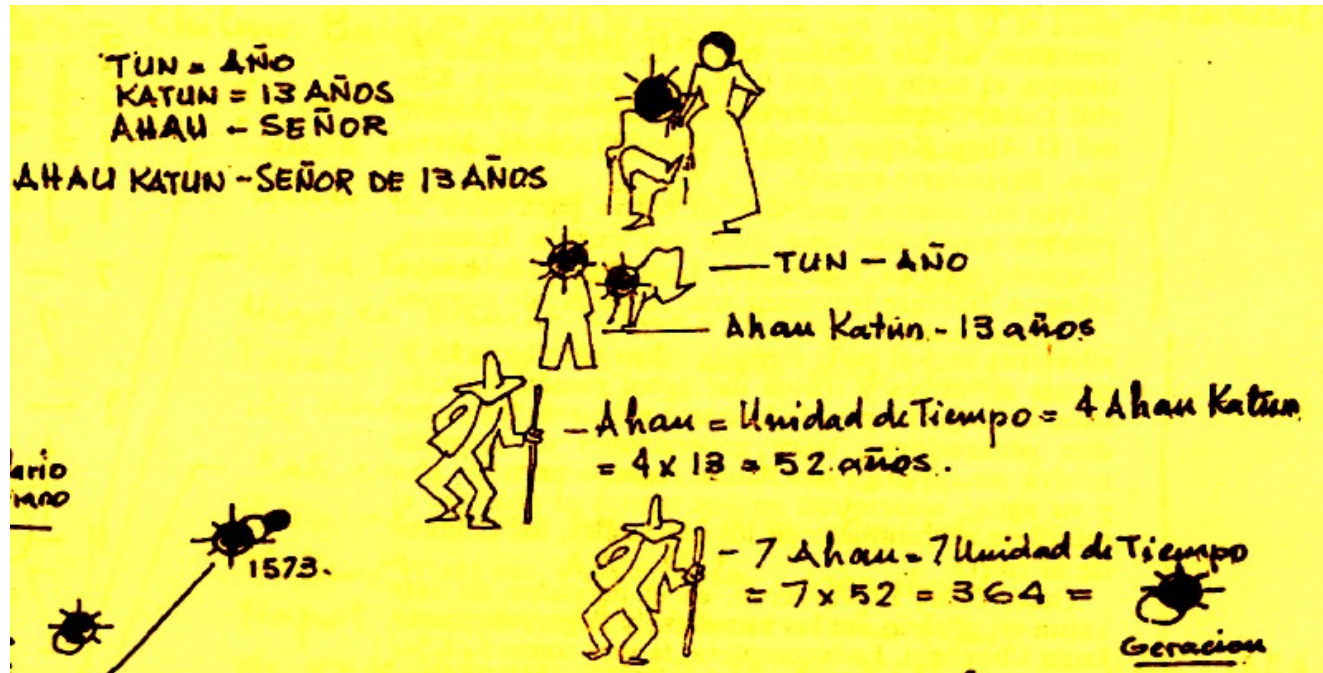 TUN = AÑO
KATUN = 13 AÑOS
AHAU - SEÑOR
AHAU KATUN - SEÑOR DE 13 AÑOS
TUN - AÑO
Ahau Katún - 13 años
- Ahau = Unidad de Tiempo = 4 Ahau Katun
= 4 x 13 = 52 años.
1573.
- 7 Ahau = 7 Unidad de Tiempo
= 7 x 52 = 364 =
Geracion